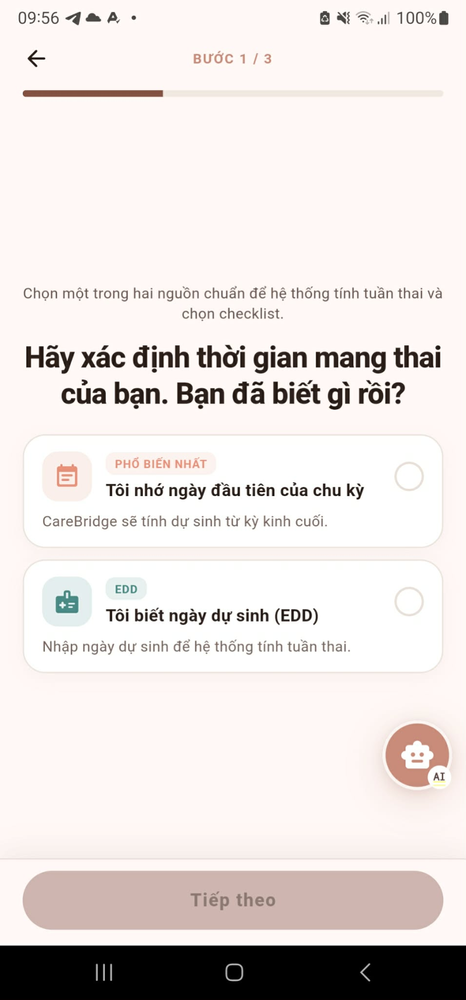 09:56
100%
BƯỚC 1 / 3
Chọn một trong hai nguồn chuẩn để hệ thống tính tuần thai và
chọn checklist.
Hãy xác định thời gian mang thai
của bạn. Bạn đã biết gì rồi?
PHỔ BIẾN NHẤT
Tôi nhớ ngày đầu tiên của chu kỳ
CareBridge sẽ tính dự sinh từ kỳ kinh cuối.
EDD
Tôi biết ngày dự sinh (EDD)
Nhập ngày dự sinh để hệ thống tính tuần thai.
AI
Tiếp theo